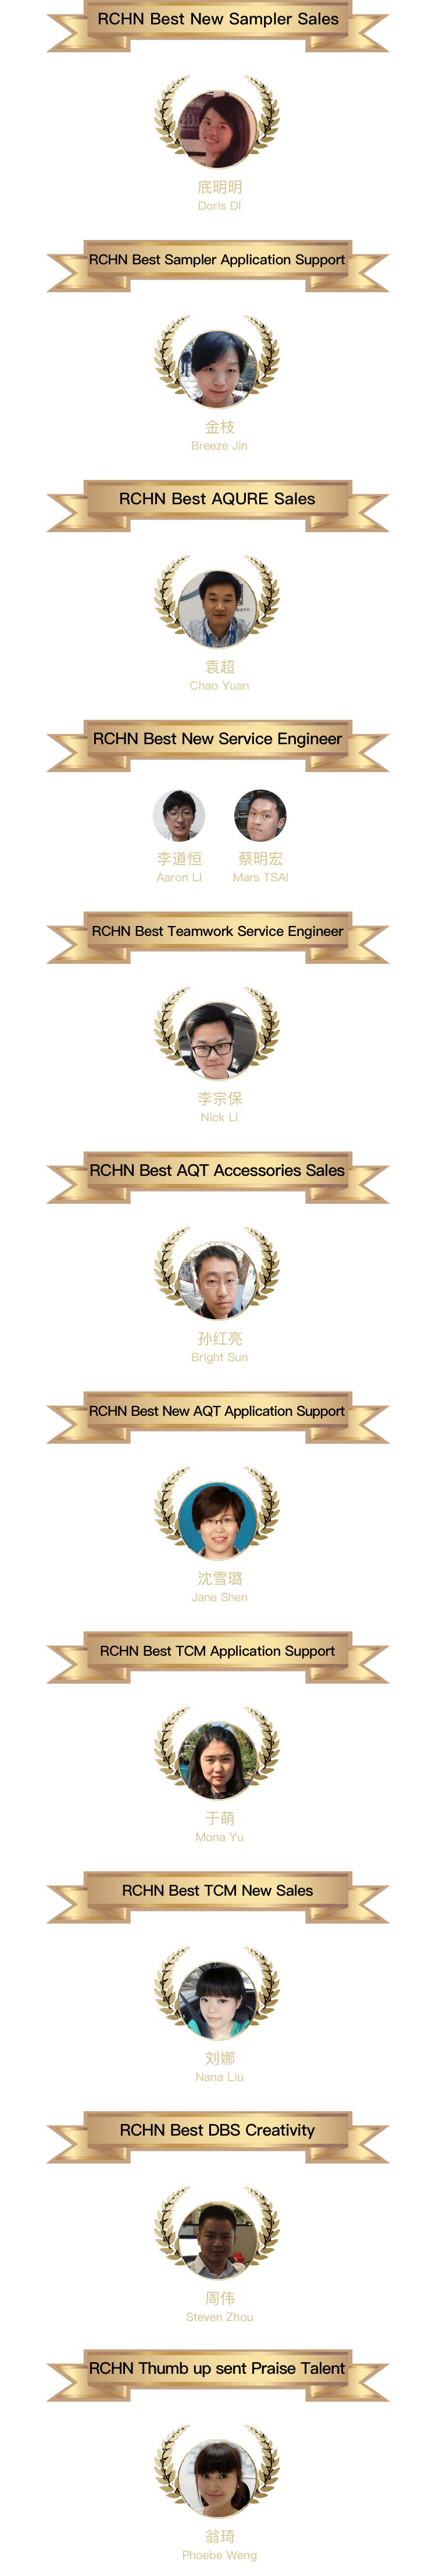 RCHN Best New Sampler Sales
底明明
Doris DI
RCHN Best Sampler Application Support
金枝
Breeze Jin
RCHN Best AQURE Sales
袁超
Chao Yuan
RCHN Best New Service Engineer
李道恒 蔡明宏
Aaron LI Mars TSAI
RCHN Best Teamwork Service Engineer
李宗保
Nick LI
RCHN Best AQT Accessories Sales
孙红亮
Bright Sun
RCHN Best New AQT Application Support
沈雪璐
Jane Shen
RCHN Best TCM Application Support
于萌
Mona Yu
RCHN Best TCM New Sales
刘娜
Nana Liu
RCHN Best DBS Creativity
周伟
Steven Zhou
RCHN Thumb up sent Praise Talent
翁琦
Phoebe Weng